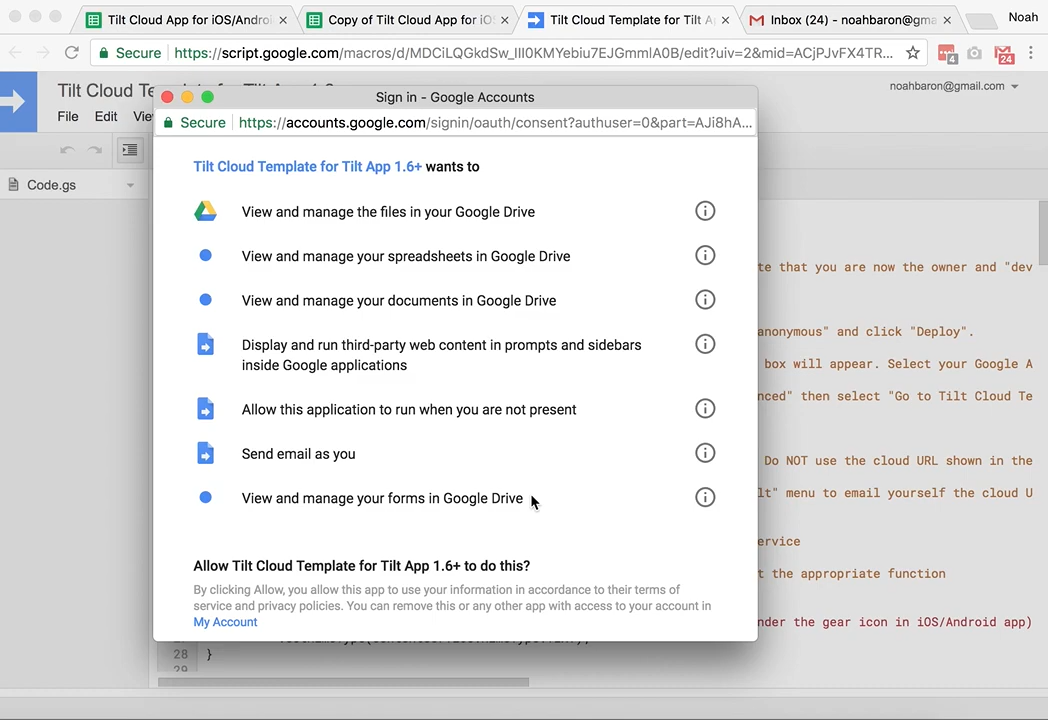 Tilt Cloud App for iOS/Androi
Copy of Tilt Cloud App for iO
Tilt Cloud Template for Tilt A
Inbox (24) - noahbaron@gma
Noah
Secure
https://script.google.com/macros/d/MDCiLQGkdSw_III0KMYebiu7EJGmmIA0B/edit?uiv=2&mid=ACjPJvFX4TR...
4
24
Tilt Cloud Te
noahbaron@gmail.com
File Edit Vie
Code.gs
Sign in - Google Accounts
Secure
https://accounts.google.com/signin/oauth/consent?authuser=0&part=AJi8hA...
Tilt Cloud Template for Tilt App 1.6+ wants to
View and manage the files in your Google Drive
View and manage your spreadsheets in Google Drive
View and manage your documents in Google Drive
Display and run third-party web content in prompts and sidebars
inside Google applications
Allow this application to run when you are not present
Send email as you
View and manage your forms in Google Drive
Allow Tilt Cloud Template for Tilt App 1.6+ to do this?
By clicking Allow, you allow this app to use your information in accordance to their terms of
service and privacy policies. You can remove this or any other app with access to your account in
My Account
te that you are now the owner and "dev
anonymous" and click "Deploy".
box will appear. Select your Google A
nced" then select "Go to Tilt Cloud Te
Do NOT use the cloud URL shown in the
lt" menu to email yourself the cloud U
ervice
t the appropriate function
nder the gear icon in iOS/Android app)
28 }
29